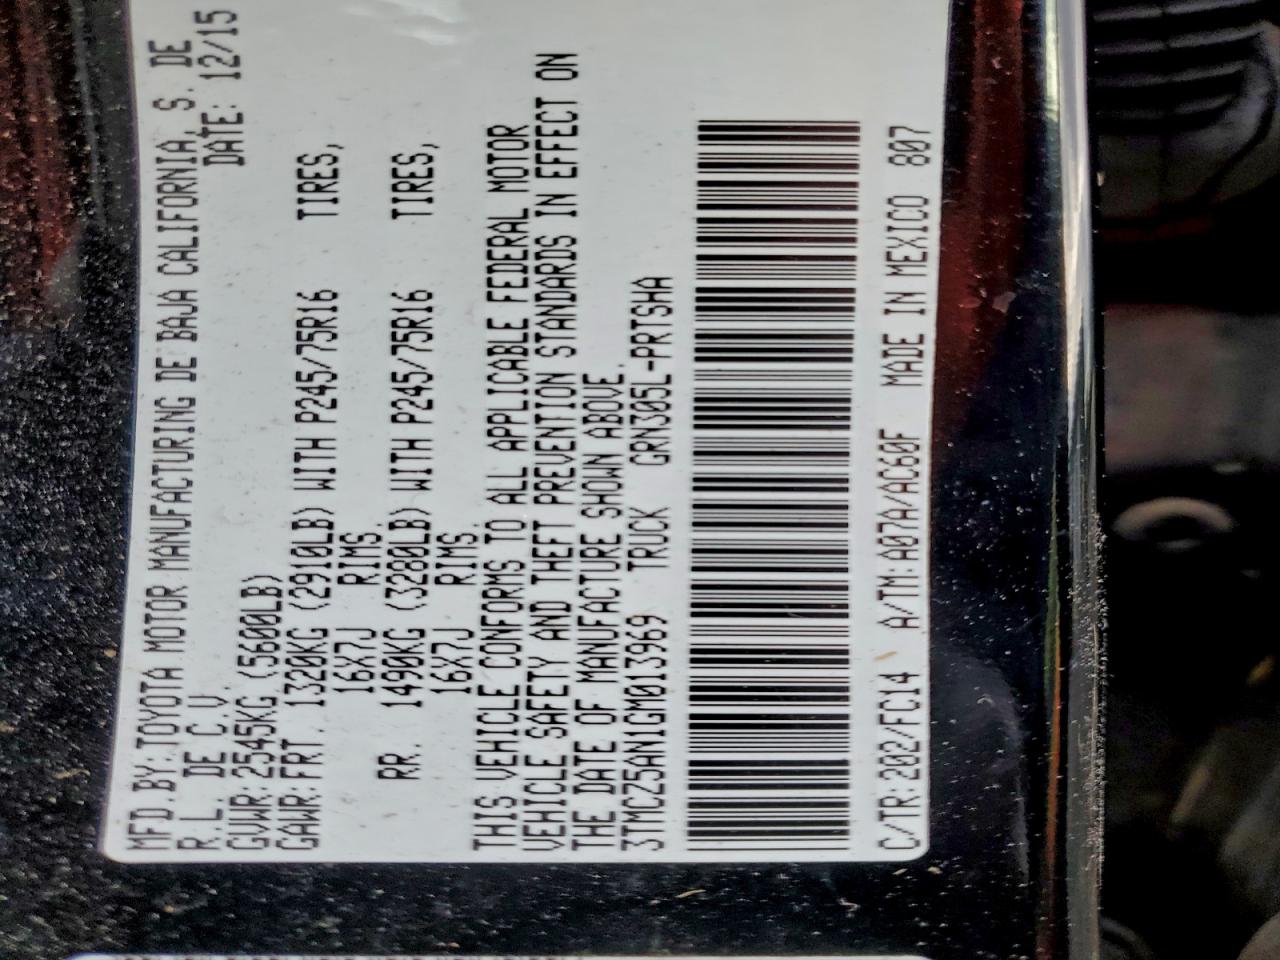 MFD.BY:TOYOTA MOTOR MANUFACTURING DE BAJA CALIFORNIA, S. DE
R.L. DE C.V. DATE: 12/15
GVWR:2545KG (5600LB)
GAWR:FRT. 1320KG (2910LB) WITH P245/75R16 TIRES,
16X7J RIMS.
RR. 1490KG (3280LB) WITH P245/75R16 TIRES,
16X7J RIMS.
THIS VEHICLE CONFORMS TO ALL APPLICABLE FEDERAL MOTOR
VEHICLE SAFETY AND THEFT PREVENTION STANDARDS IN EFFECT ON
THE DATE OF MANUFACTURE SHOWN ABOVE.
3TMCZ5AN1GM013969 TRUCK GRN305L-PRTSHA
C/TR:202/FC14 A/TM:A07A/AC60F MADE IN MEXICO 807